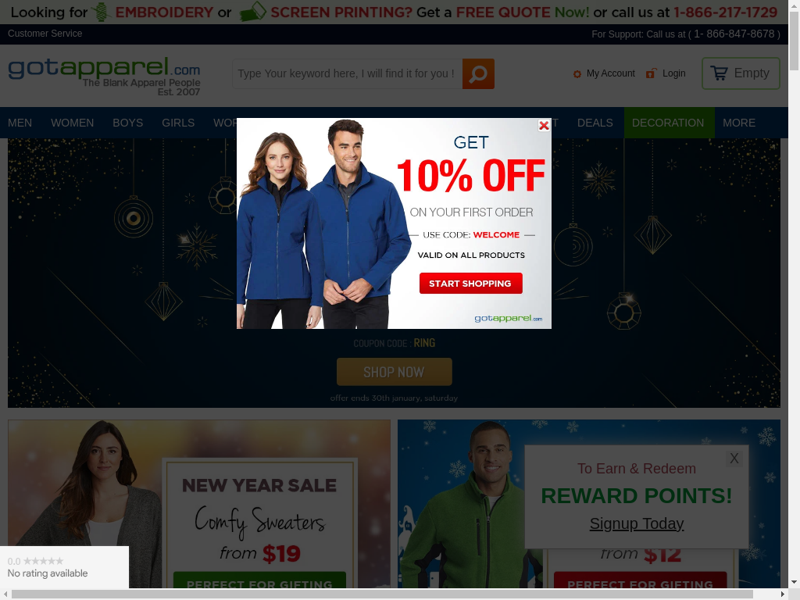 Looking for EMBROIDERY or SCREEN PRINTING? Get a FREE QUOTE Now! or call us at 1-866-217-1729
Customer Service
For Support: Call us at ( 1- 866-847-8678 )
gotapparel.com
The Blank Apparel People
Est. 2007
Type Your keyword here, I will find it for you !
My Account
Login
Empty
MEN WOMEN BOYS GIRLS DEALS DECORATION MORE
GET
10% OFF
ON YOUR FIRST ORDER
USE CODE: WELCOME
VALID ON ALL PRODUCTS
START SHOPPING
gotapparel.com
COUPON CODE : RING
SHOP NOW
offer ends 30th january, saturday
NEW YEAR SALE
Comfy Sweaters
from $19
PERFECT FOR GIFTING
X
To Earn & Redeem
REWARD POINTS!
Signup Today
from $12
PERFECT FOR GIFTING
0.0
No rating available